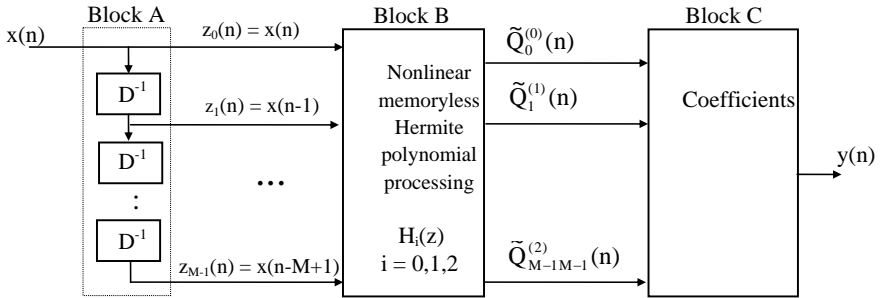 Block A
Block B
Block C
x(n)
z₀(n) = x(n)
D⁻¹
z₁(n) = x(n-1)
D⁻¹
...
:
D⁻¹
z_{M-1}(n) = x(n-M+1)
Nonlinear
memoryless
Hermite
polynomial
processing
Hᵢ(z)
i = 0,1,2
Q̃₀⁽⁰⁾(n)
Q̃₁⁽¹⁾(n)
Q̃_{M−1M−1}⁽²⁾(n)
Coefficients
y(n)